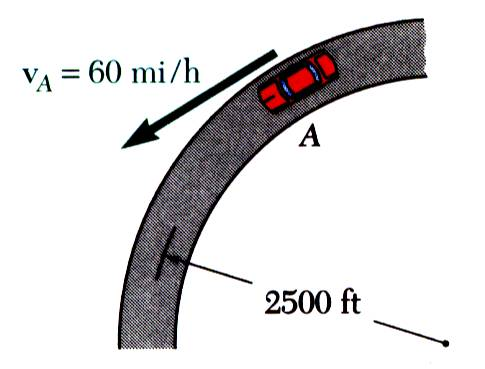 v_A = 60 mi/h
A
2500 ft